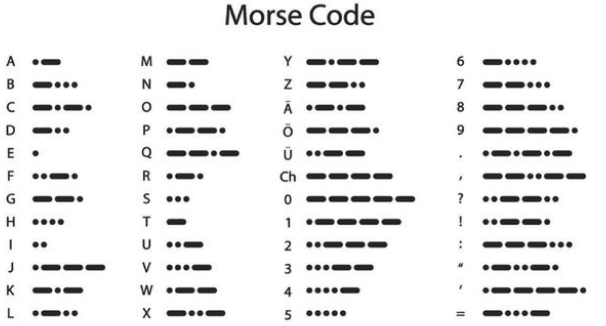 Morse Code
A M Y 6
B N Z 7
C O Ä 8
D P Ö 9
E Q Ü .
F R Ch ,
G S 0 ?
H T 1 !
I U 2 :
J V 3 “
K W 4 ‘
L X 5 =